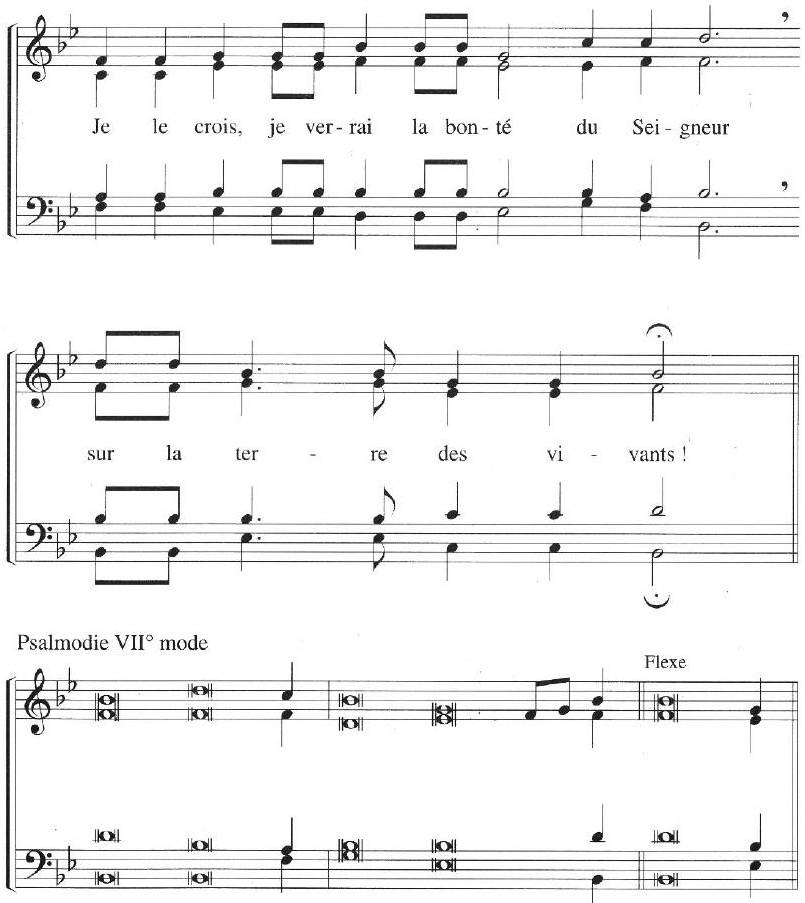 Je le crois, je ver - rai la bon - té du Sei - gneur
sur la ter - re des vi - vants !
Psalmodie VII° mode
Flexe